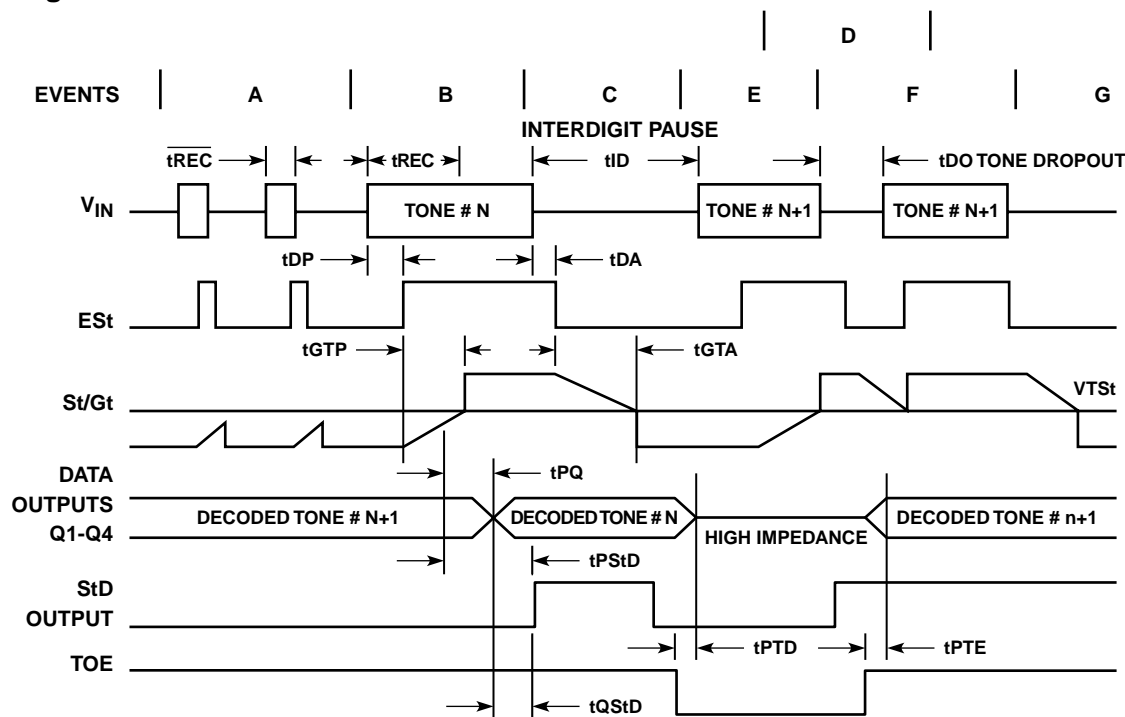 D
EVENTS A B C E F G
INTERDIGIT PAUSE
tREC tREC tID tDO TONE DROPOUT
VIN TONE # N TONE # N+1 TONE # N+1
tDP tDA
ESt
tGTP tGTA
VTSt
St/Gt
DATA
OUTPUTS
Q1-Q4
tPQ
DECODED TONE # N+1 DECODED TONE # N HIGH IMPEDANCE DECODED TONE # n+1
tPStD
StD
OUTPUT
tPTD tPTE
TOE
tQStD